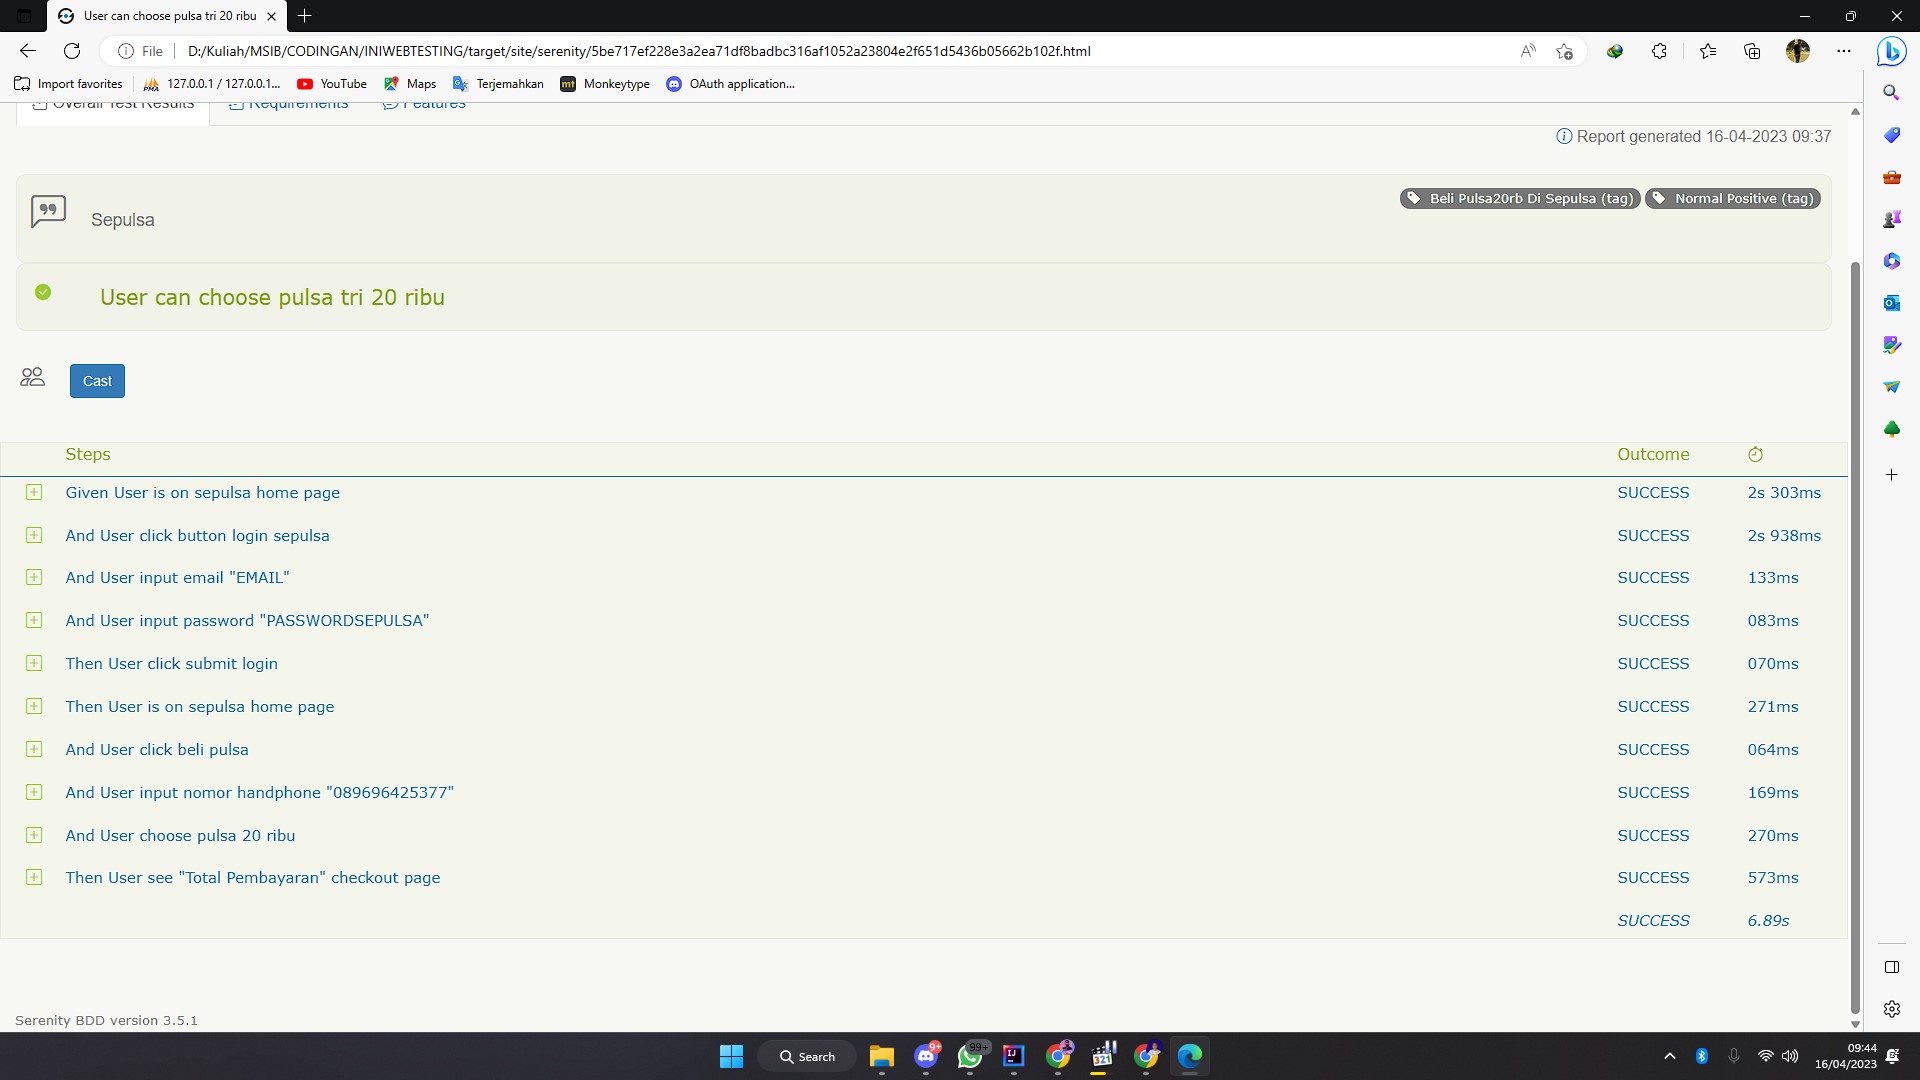 User can choose pulsa tri 20 ribu
File
D:/Kuliah/MSIB/CODINGAN/INIWEBTESTING/target/site/serenity/5be717ef228e3a2ea71df8badbc316af1052a23804e2f651d5436b05662b102f.html
Import favorites 127.0.0.1 / 127.0.0.1... YouTube Maps Terjemahkan Monkeytype OAuth application...
Overall Test Results Requirements Features
Report generated 16-04-2023 09:37
Sepulsa
Beli Pulsa20rb Di Sepulsa (tag) Normal Positive (tag)
User can choose pulsa tri 20 ribu
Cast
Steps Outcome
Given User is on sepulsa home page SUCCESS 2s 303ms
And User click button login sepulsa SUCCESS 2s 938ms
And User input email "EMAIL" SUCCESS 133ms
And User input password "PASSWORDSEPULSA" SUCCESS 083ms
Then User click submit login SUCCESS 070ms
Then User is on sepulsa home page SUCCESS 271ms
And User click beli pulsa SUCCESS 064ms
And User input nomor handphone "089696425377" SUCCESS 169ms
And User choose pulsa 20 ribu SUCCESS 270ms
Then User see "Total Pembayaran" checkout page SUCCESS 573ms
SUCCESS 6.89s
Serenity BDD version 3.5.1
Search
9+
99+
09:44
16/04/2023